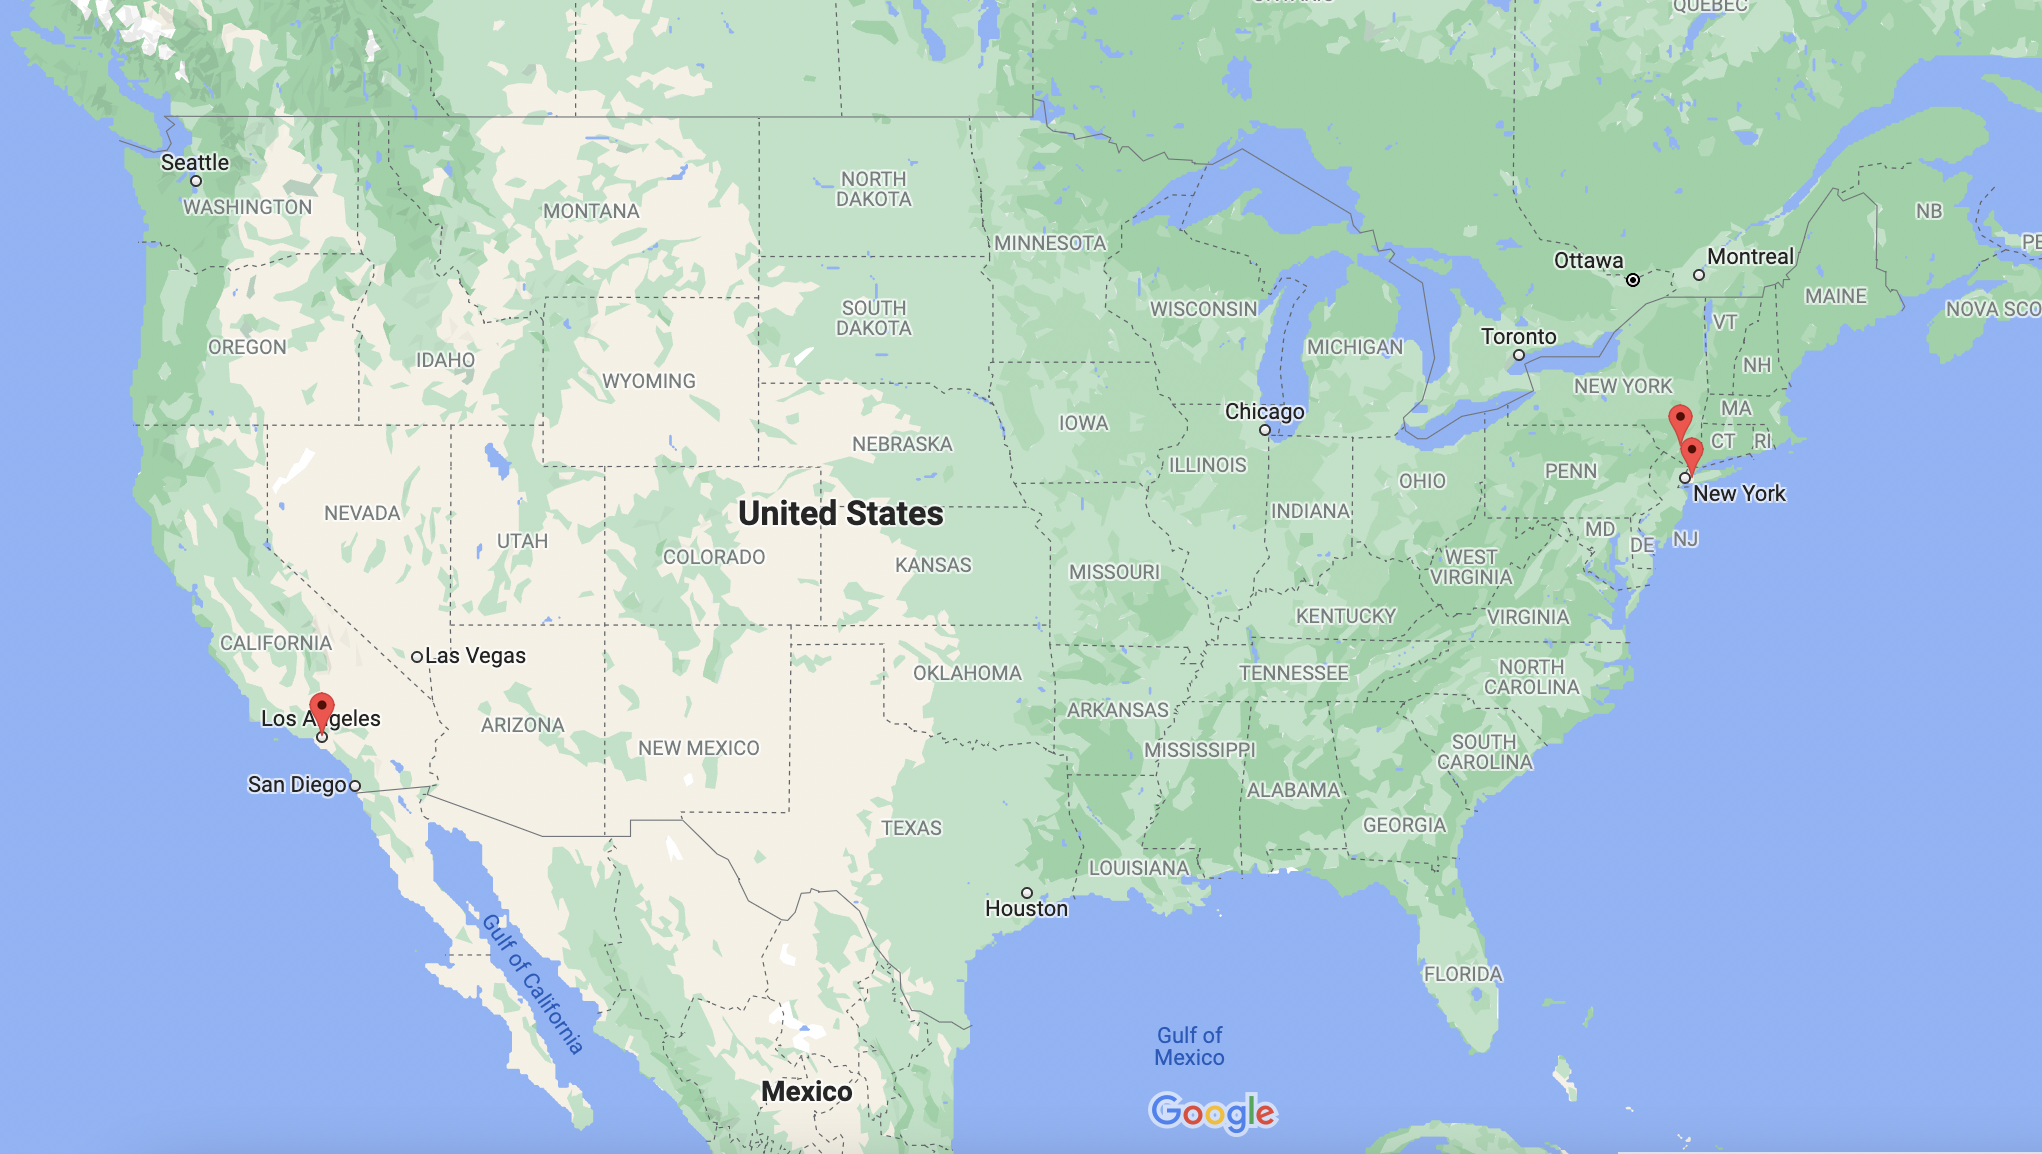 ONTARIO
QUEBEC
Seattle
WASHINGTON
MONTANA
NORTH
DAKOTA
MINNESOTA
NB
PE
Ottawa
Montreal
SOUTH
DAKOTA
WISCONSIN
MAINE
NOVA SCO
OREGON
IDAHO
WYOMING
MICHIGAN
Toronto
VT
NH
NEW YORK
MA
CT
RI
Chicago
IOWA
NEBRASKA
ILLINOIS
INDIANA
OHIO
PENN
New York
NEVADA
UTAH
United States
COLORADO
KANSAS
MISSOURI
WEST
VIRGINIA
MD
DE
NJ
KENTUCKY
VIRGINIA
CALIFORNIA
Las Vegas
OKLAHOMA
TENNESSEE
NORTH
CAROLINA
Los Angeles
ARIZONA
NEW MEXICO
ARKANSAS
MISSISSIPPI
SOUTH
CAROLINA
San Diego
ALABAMA
TEXAS
GEORGIA
LOUISIANA
Houston
Gulf of California
FLORIDA
Gulf of
Mexico
Mexico
Google